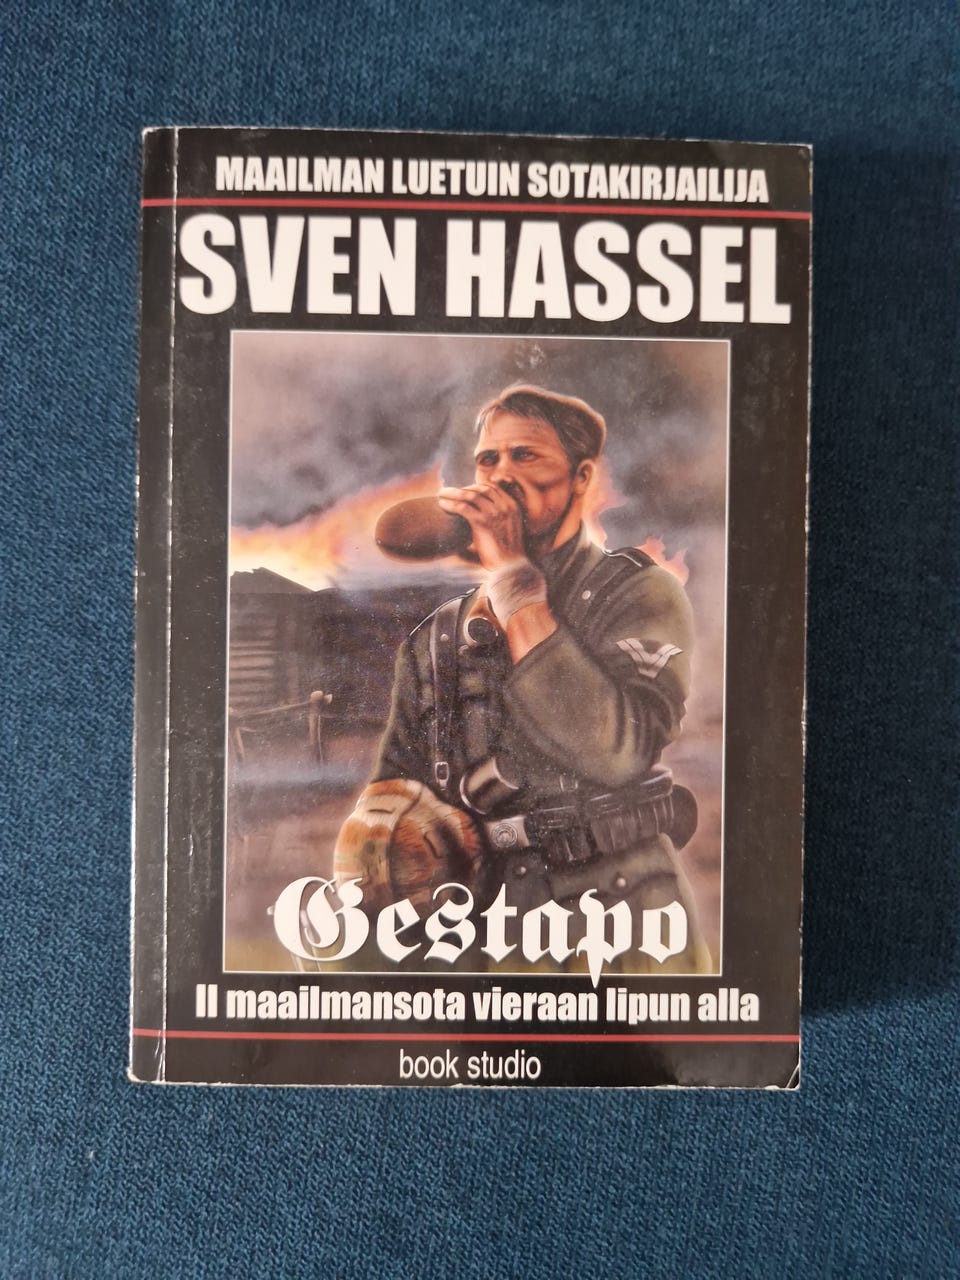 MAAILMAN LUETUIN SOTAKIRJAILIJA
SVEN HASSEL
Gestapo
II maailmansota vieraan lipun alla
book studio